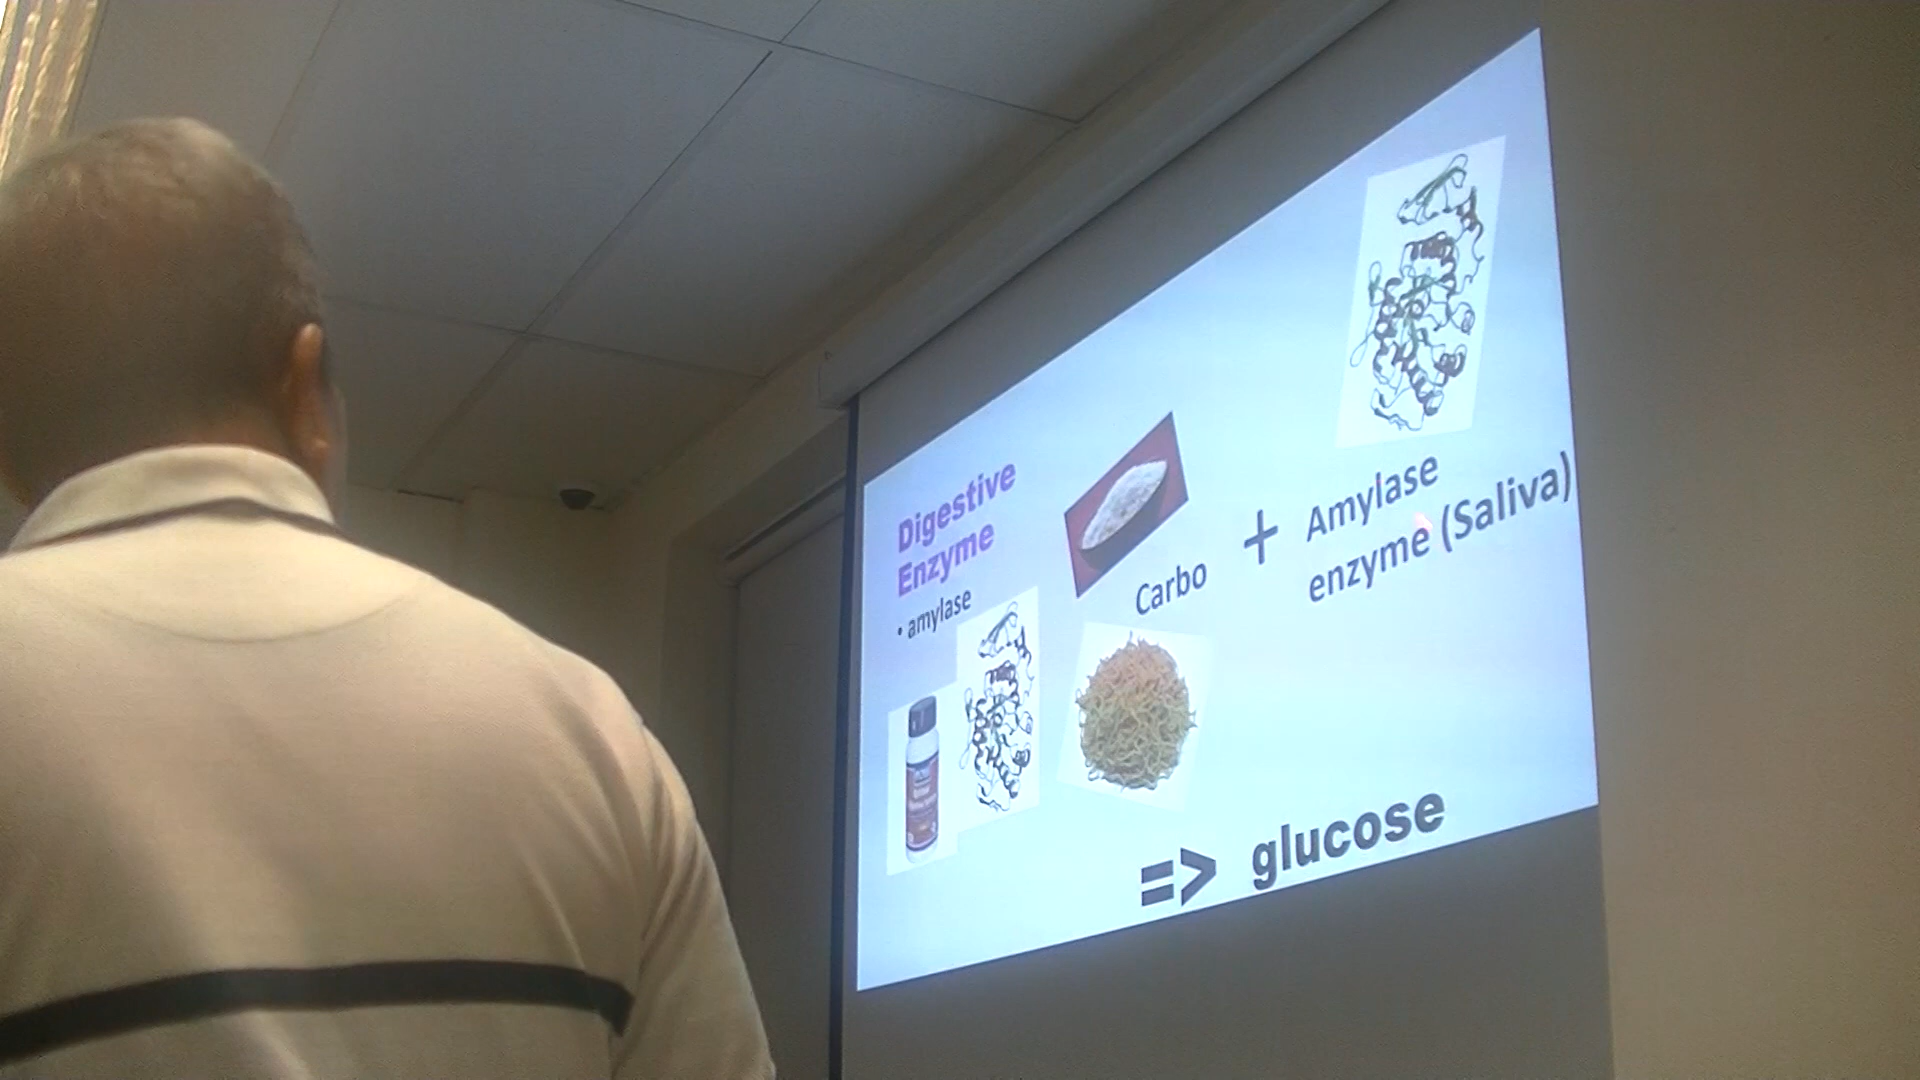 Digestive
Enzyme
• amylase
Carbo
+
Amylase
enzyme (Saliva)
=> glucose